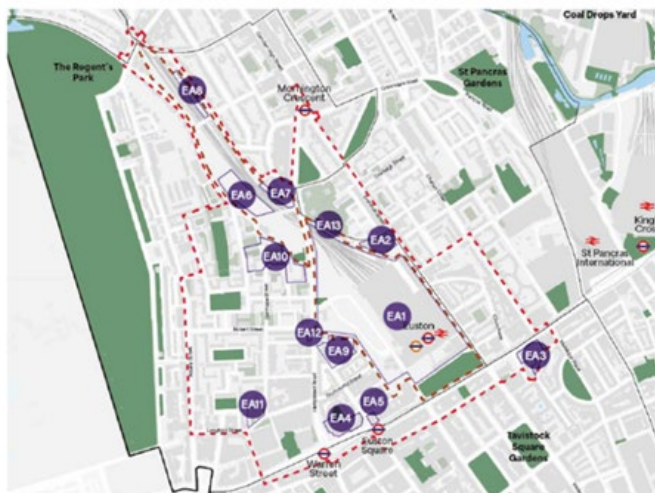 Coal Drops Yard
The Regent's
Park
St Pancras
Gardens
EA8
Mornington
Crescent
EA6
EA7
EA13
EA2
King
Cros
St Pancras
International
EA10
EA1
Euston
EA12
EA9
EA3
EA11
EA4
EA5
Euston
Square
Tavistock
Square
Gardens
Warren
Street